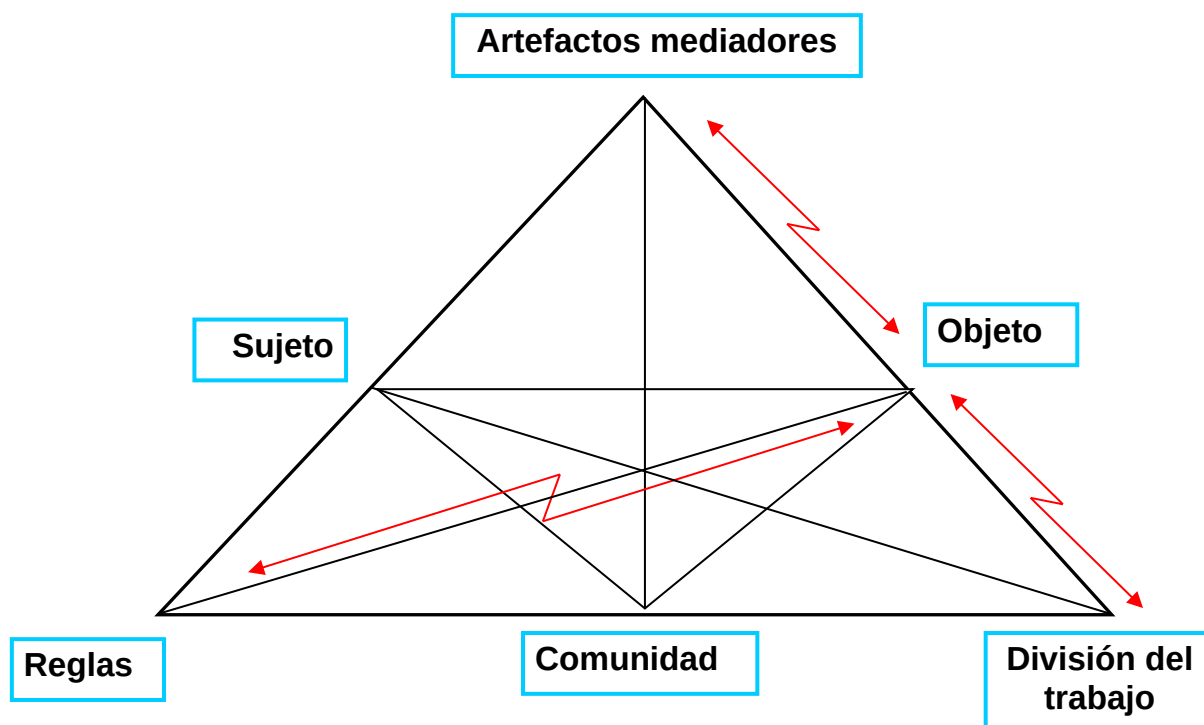 Artefactos mediadores
Sujeto
Objeto
Reglas
Comunidad
División del
trabajo